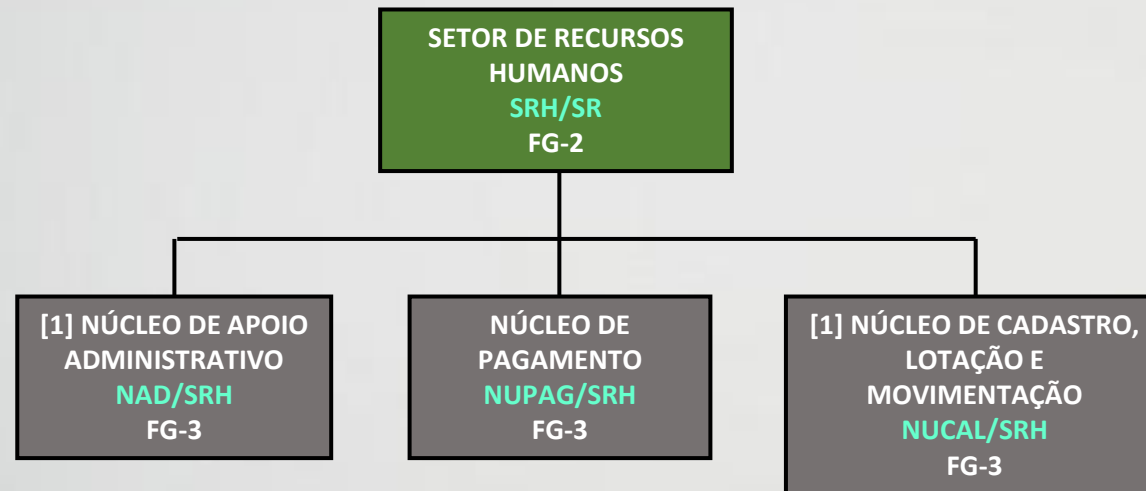 SETOR DE RECURSOS
HUMANOS
SRH/SR
FG-2
[1] NÚCLEO DE APOIO
ADMINISTRATIVO
NAD/SRH
FG-3
NÚCLEO DE
PAGAMENTO
NUPAG/SRH
FG-3
[1] NÚCLEO DE CADASTRO,
LOTAÇÃO E
MOVIMENTAÇÃO
NUCAL/SRH
FG-3